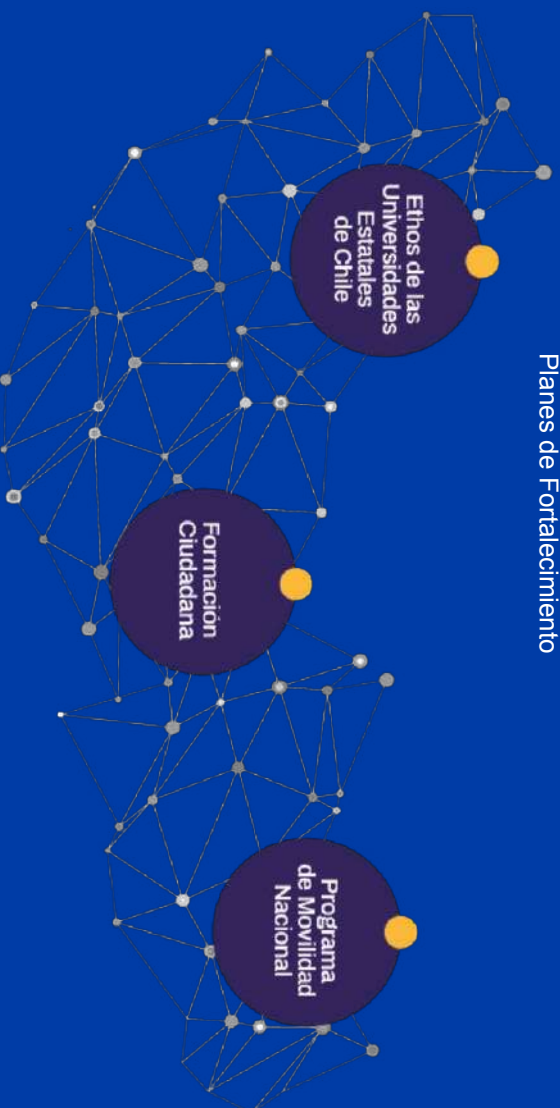 Planes de Fortalecimiento
Ethos de las
Universidades
Estatales
de Chile
Formación
Ciudadana
Programa
de Movilidad
Nacional